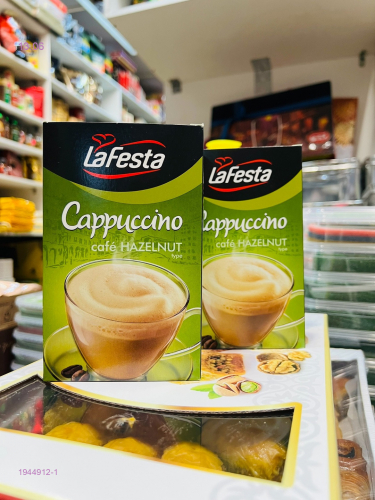 LaFesta
Cappuccino
café HAZELNUT
type
LaFesta
Cappuccino
café HAZELNUT
type
1944912-1